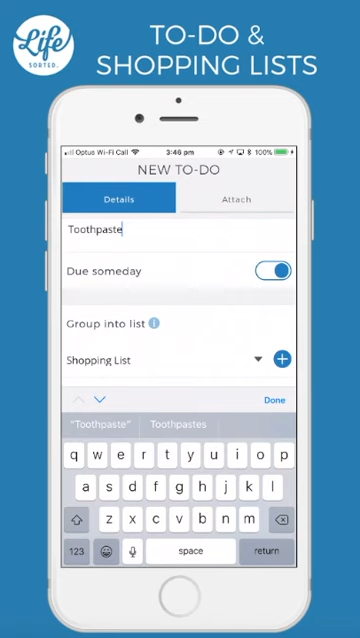 Life
SORTED.
TO-DO &
SHOPPING LISTS
Optus Wi-Fi Call 3:46 pm 100%
NEW TO-DO
Details Attach
Toothpaste
Due someday
Group into list i
Shopping List
Done
"Toothpaste" Toothpastes
q w e r t y u i o p
a s d f g h j k l
z x c v b n m
123 space return